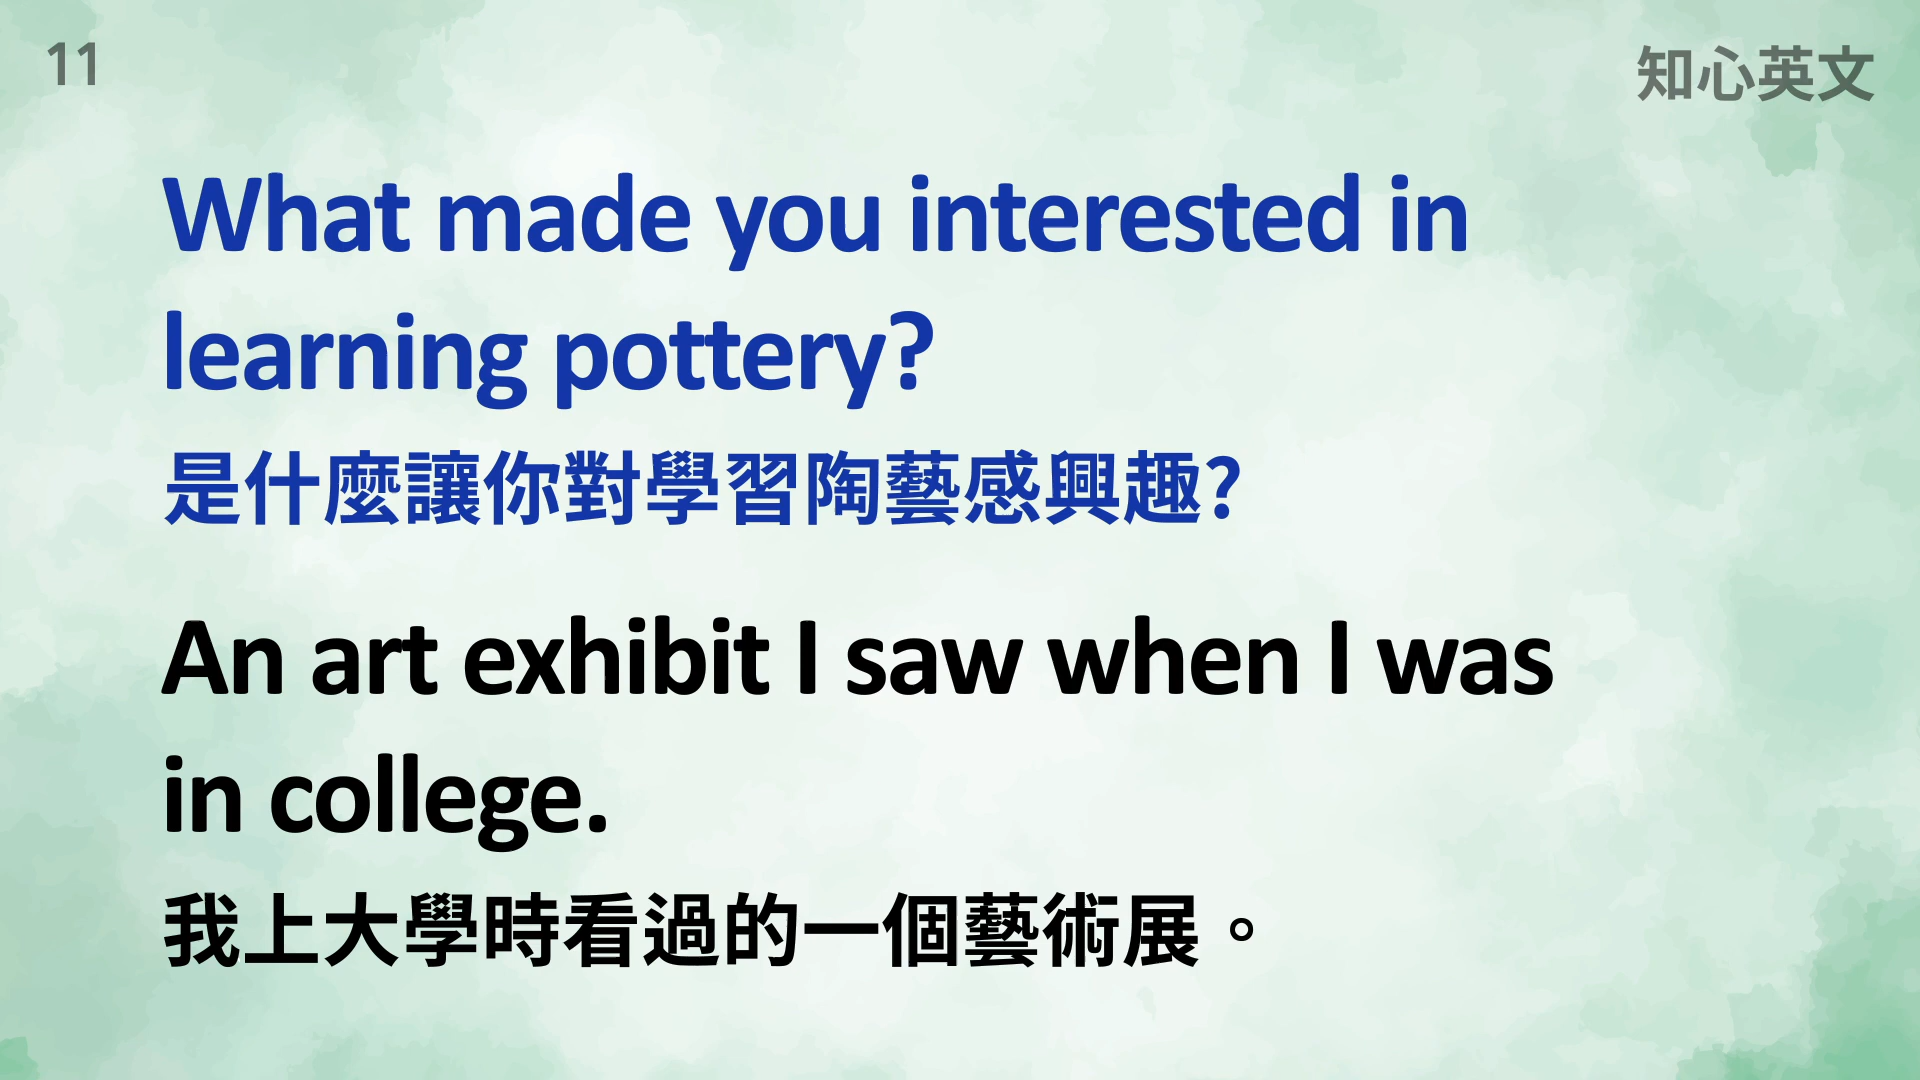 11
知心英文
What made you interested in
learning pottery?
是什麼讓你對學習陶藝感興趣?
An art exhibit I saw when I was
in college.
我上大學時看過的一個藝術展。